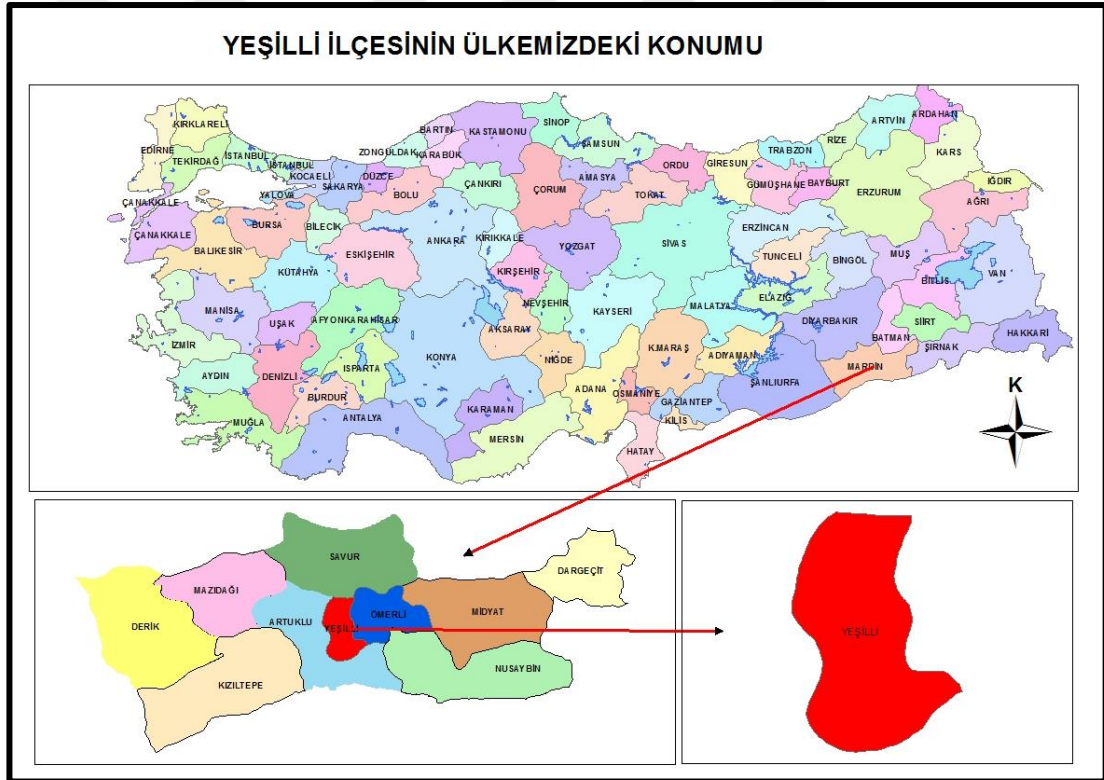 YEŞİLLİ İLÇESİNİN ÜLKEMİZDEKİ KONUMU
KIRKLARELİ
EDİRNE
TEKİRDAĞ
İSTANBUL
İSTANBUL
KOCAELİ
YALOVA
SAKARYA
DÜZCE
ZONGULDAK
BARTIN
KARABÜK
KASTAMONU
SİNOP
SAMSUN
ORDU
GİRESUN
TRABZON
RİZE
ARTVİN
ARDAHAN
KARS
IĞDIR
AĞRI
ERZURUM
BAYBURT
GÜMÜŞHANE
TOKAT
AMASYA
ÇORUM
ÇANKIRI
BOLU
ÇANAKKALE
ÇANAKKALE
BALIKESİR
BURSA
BİLECİK
ESKİŞEHİR
ANKARA
KIRIKKALE
YOZGAT
SİVAS
ERZİNCAN
TUNCELİ
BİNGÖL
MUŞ
BİTLİS
VAN
KÜTAHYA
MANİSA
UŞAK
AFYONKARAHİSAR
KIRŞEHİR
NEVŞEHİR
KAYSERİ
MALATYA
ELAZIĞ
DİYARBAKIR
BATMAN
SİİRT
ŞIRNAK
HAKKARİ
İZMİR
AYDIN
DENİZLİ
ISPARTA
BURDUR
KONYA
AKSARAY
NİĞDE
ADANA
K.MARAŞ
ADIYAMAN
ŞANLIURFA
MARDİN
MUĞLA
ANTALYA
KARAMAN
MERSİN
OSMANİYE
GAZİANTEP
KİLİS
HATAY
K
SAVUR
DARGEÇİT
MAZIDAĞI
DERİK
ARTUKLU
YEŞİLLİ
ÖMERLİ
MİDYAT
NUSAYBİN
KIZILTEPE
YEŞİLLİ